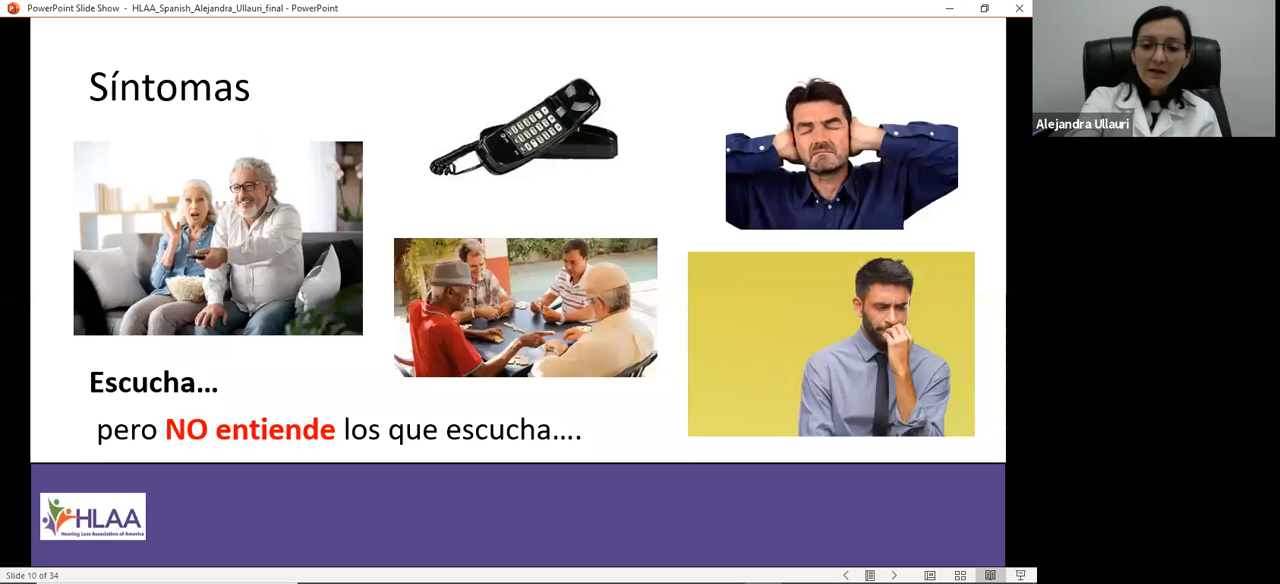 PowerPoint Slide Show - HLAA_Spanish_Alejandra_Ullauri_final - PowerPoint
Síntomas
Alejandra Ullauri
Escucha...
pero NO entiende los que escucha....
HLAA
Hearing Loss Association of America
Slide 10 of 34